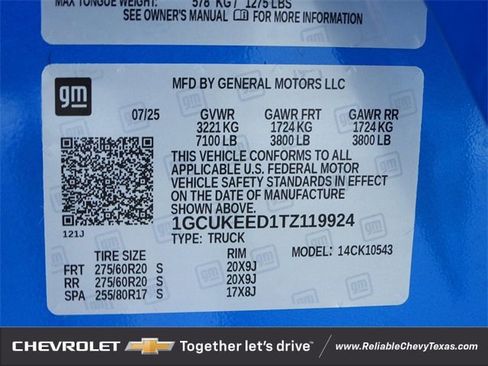 MAX TONGUE WEIGHT: 578 KG / 1275 LBS
SEE OWNER'S MANUAL FOR MORE INFORMATION
gm
MFD BY GENERAL MOTORS LLC
07/25 GVWR GAWR FRT GAWR RR
3221 KG 1724 KG 1724 KG
7100 LB 3800 LB 3800 LB
THIS VEHICLE CONFORMS TO ALL
APPLICABLE U.S. FEDERAL MOTOR
VEHICLE SAFETY STANDARDS IN EFFECT
ON THE DATE OF MANUFACTURE
SHOWN ABOVE.
1GCUKEED1TZ119924
121J
TYPE: TRUCK
TIRE SIZE RIM MODEL: 14CK10543
FRT 275/60R20 S 20X9J
RR 275/60R20 S 20X9J
SPA 255/80R17 S 17X8J
CHEVROLET Together let's drive™ www.ReliableChevyTexas.com